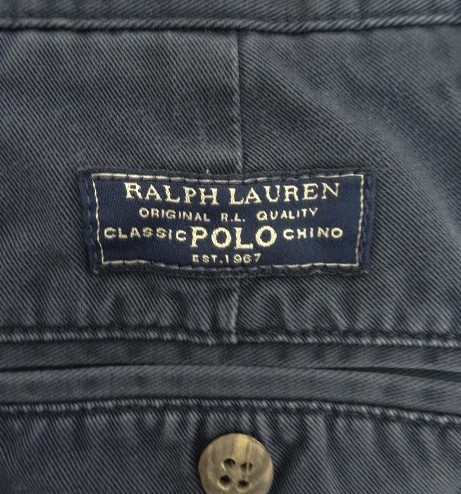 RALPH LAUREN
ORIGINAL R.L. QUALITY
CLASSIC POLO CHINO
EST. 1967